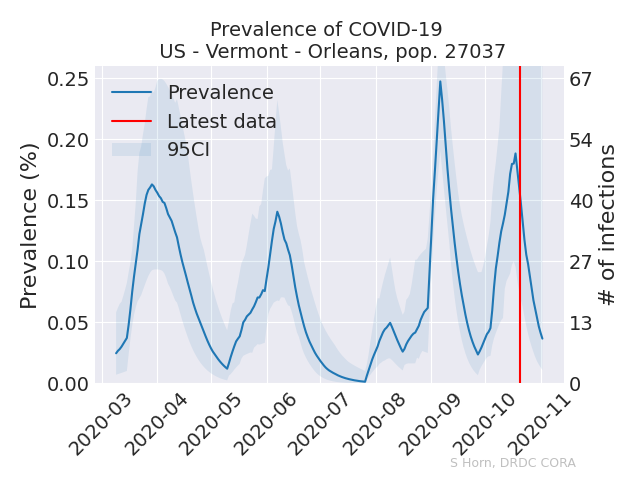 Prevalence of COVID-19
US - Vermont - Orleans, pop. 27037
Prevalence (%)
0.25
0.20
0.15
0.10
0.05
0.00
Prevalence
Latest data
95CI
67
54
40
27
13
0
# of infections
2020-03
2020-04
2020-05
2020-06
2020-07
2020-08
2020-09
2020-10
2020-11
S Horn, DRDC CORA